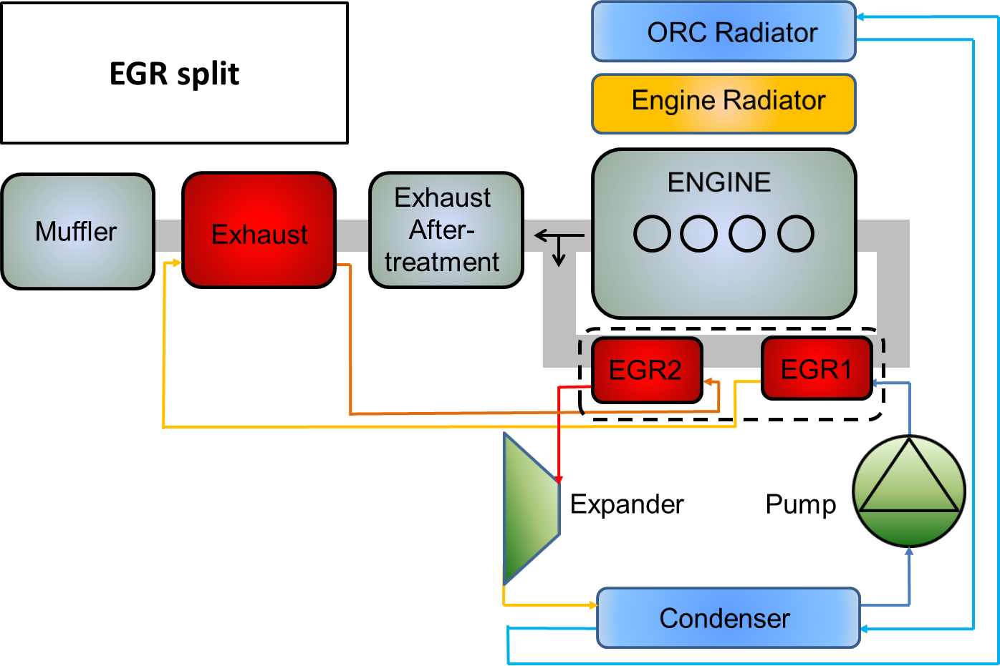 EGR split
ORC Radiator
Engine Radiator
ENGINE
Muffler
Exhaust
Exhaust
After-
treatment
EGR2
EGR1
Expander
Pump
Condenser